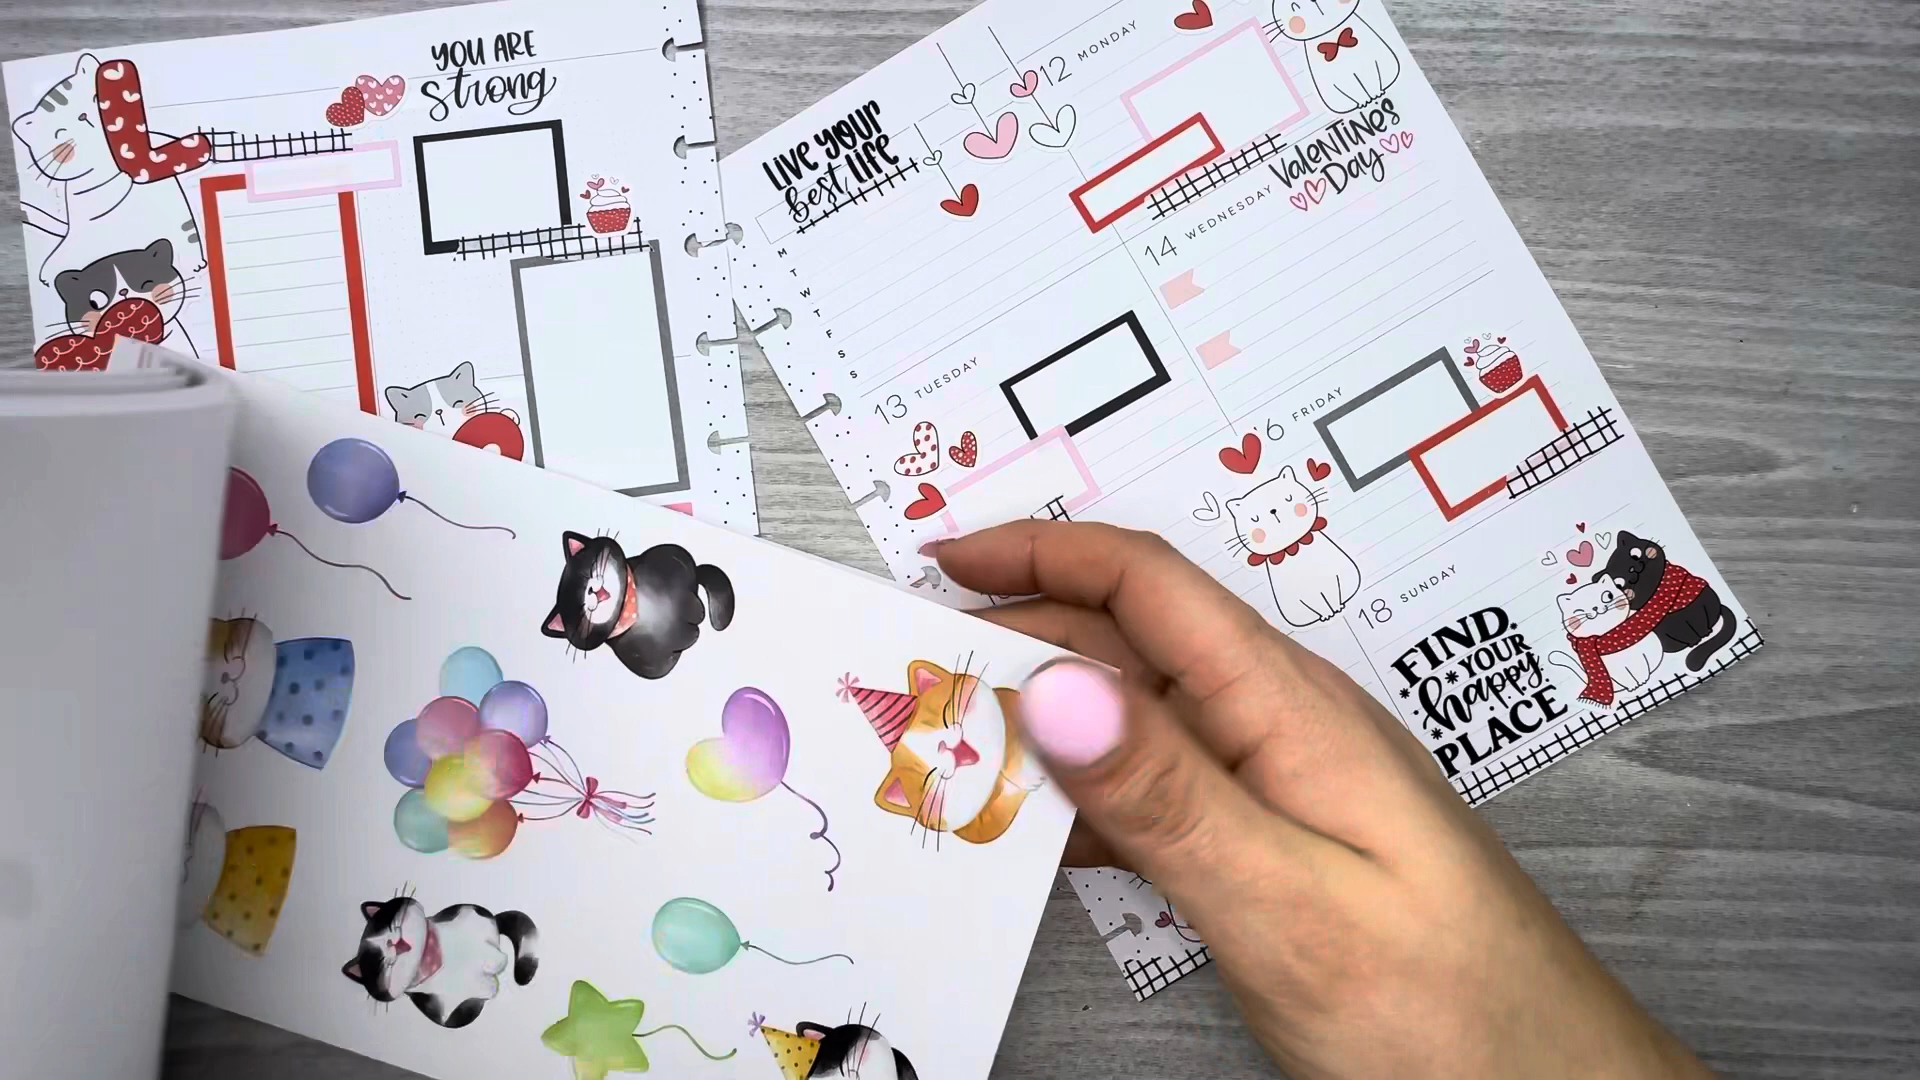 YOU ARE
strong
LIVE YOUR
best LIFE
M
T
W
T
F
S
S
12 MONDAY
VALENTINE'S
DAY
14 WEDNESDAY
13 TUESDAY
6 FRIDAY
18 SUNDAY
FIND
YOUR
happy
PLACE